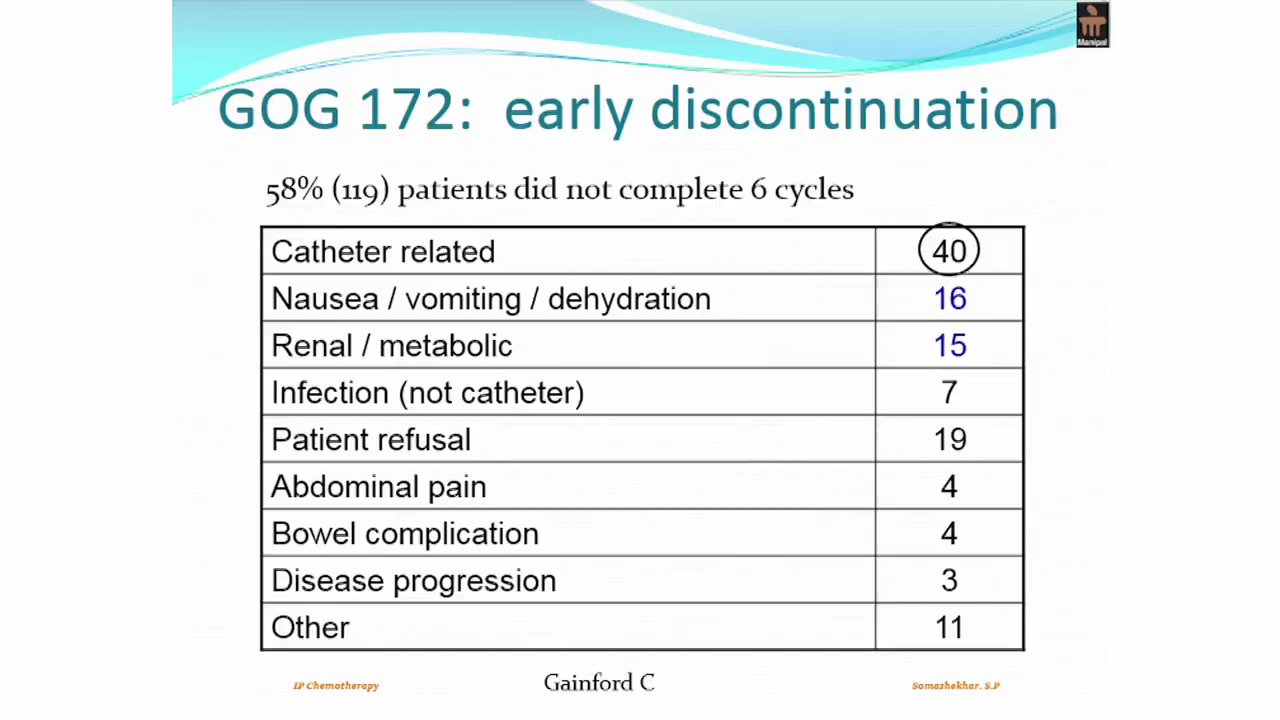 Manipal
GOG 172: early discontinuation
58% (119) patients did not complete 6 cycles
Catheter related 40
Nausea / vomiting / dehydration 16
Renal / metabolic 15
Infection (not catheter) 7
Patient refusal 19
Abdominal pain 4
Bowel complication 4
Disease progression 3
Other 11
IP Chemotherapy Gainford C Somashekhar. S.P